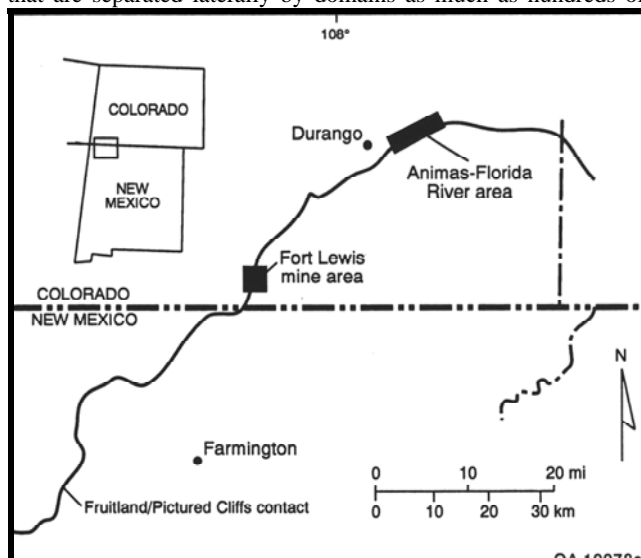 that are separated laterally by domains as much as hundreds of
108°
COLORADO
NEW
MEXICO
Durango
Animas-Florida
River area
Fort Lewis
mine area
COLORADO
NEW MEXICO
N
Farmington
Fruitland/Pictured Cliffs contact
0 10 20 mi
0 10 20 30 km